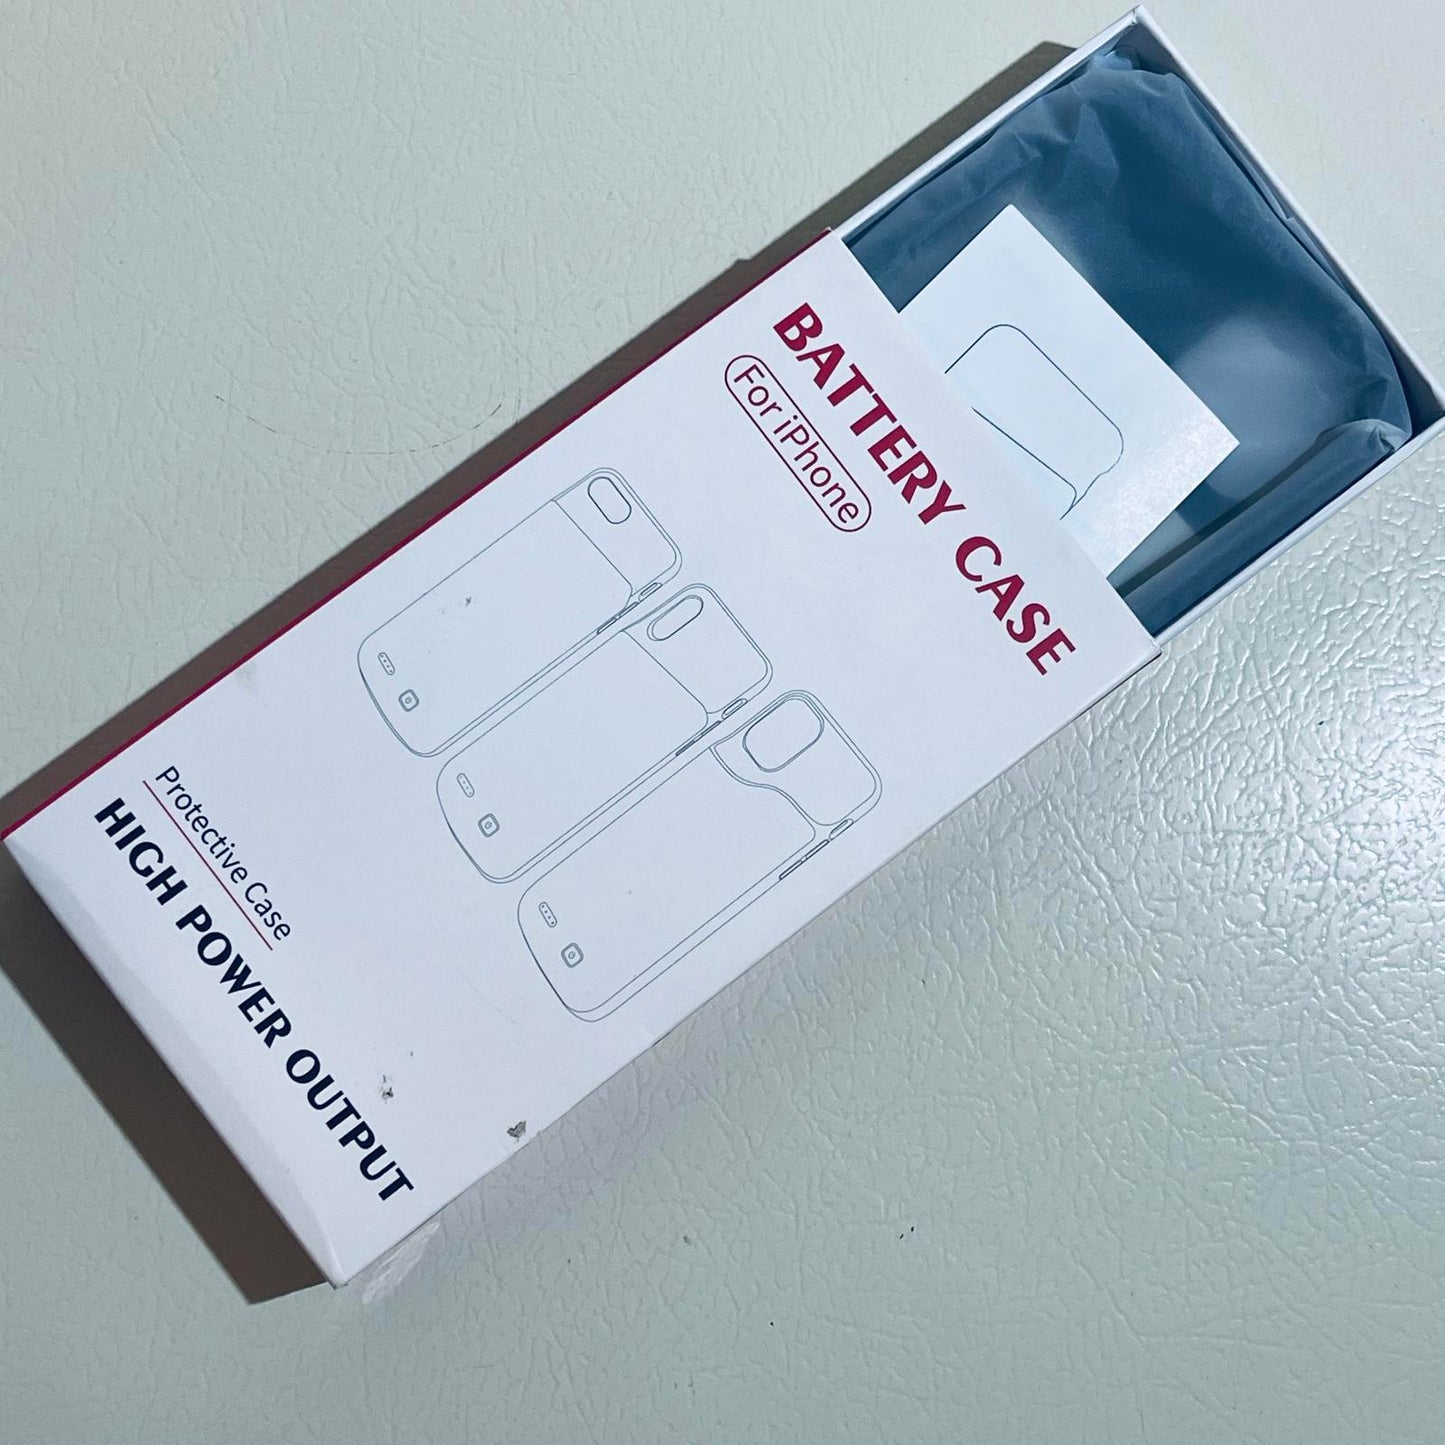 BATTERY CASE
For iPhone
Protective Case
HIGH POWER OUTPUT